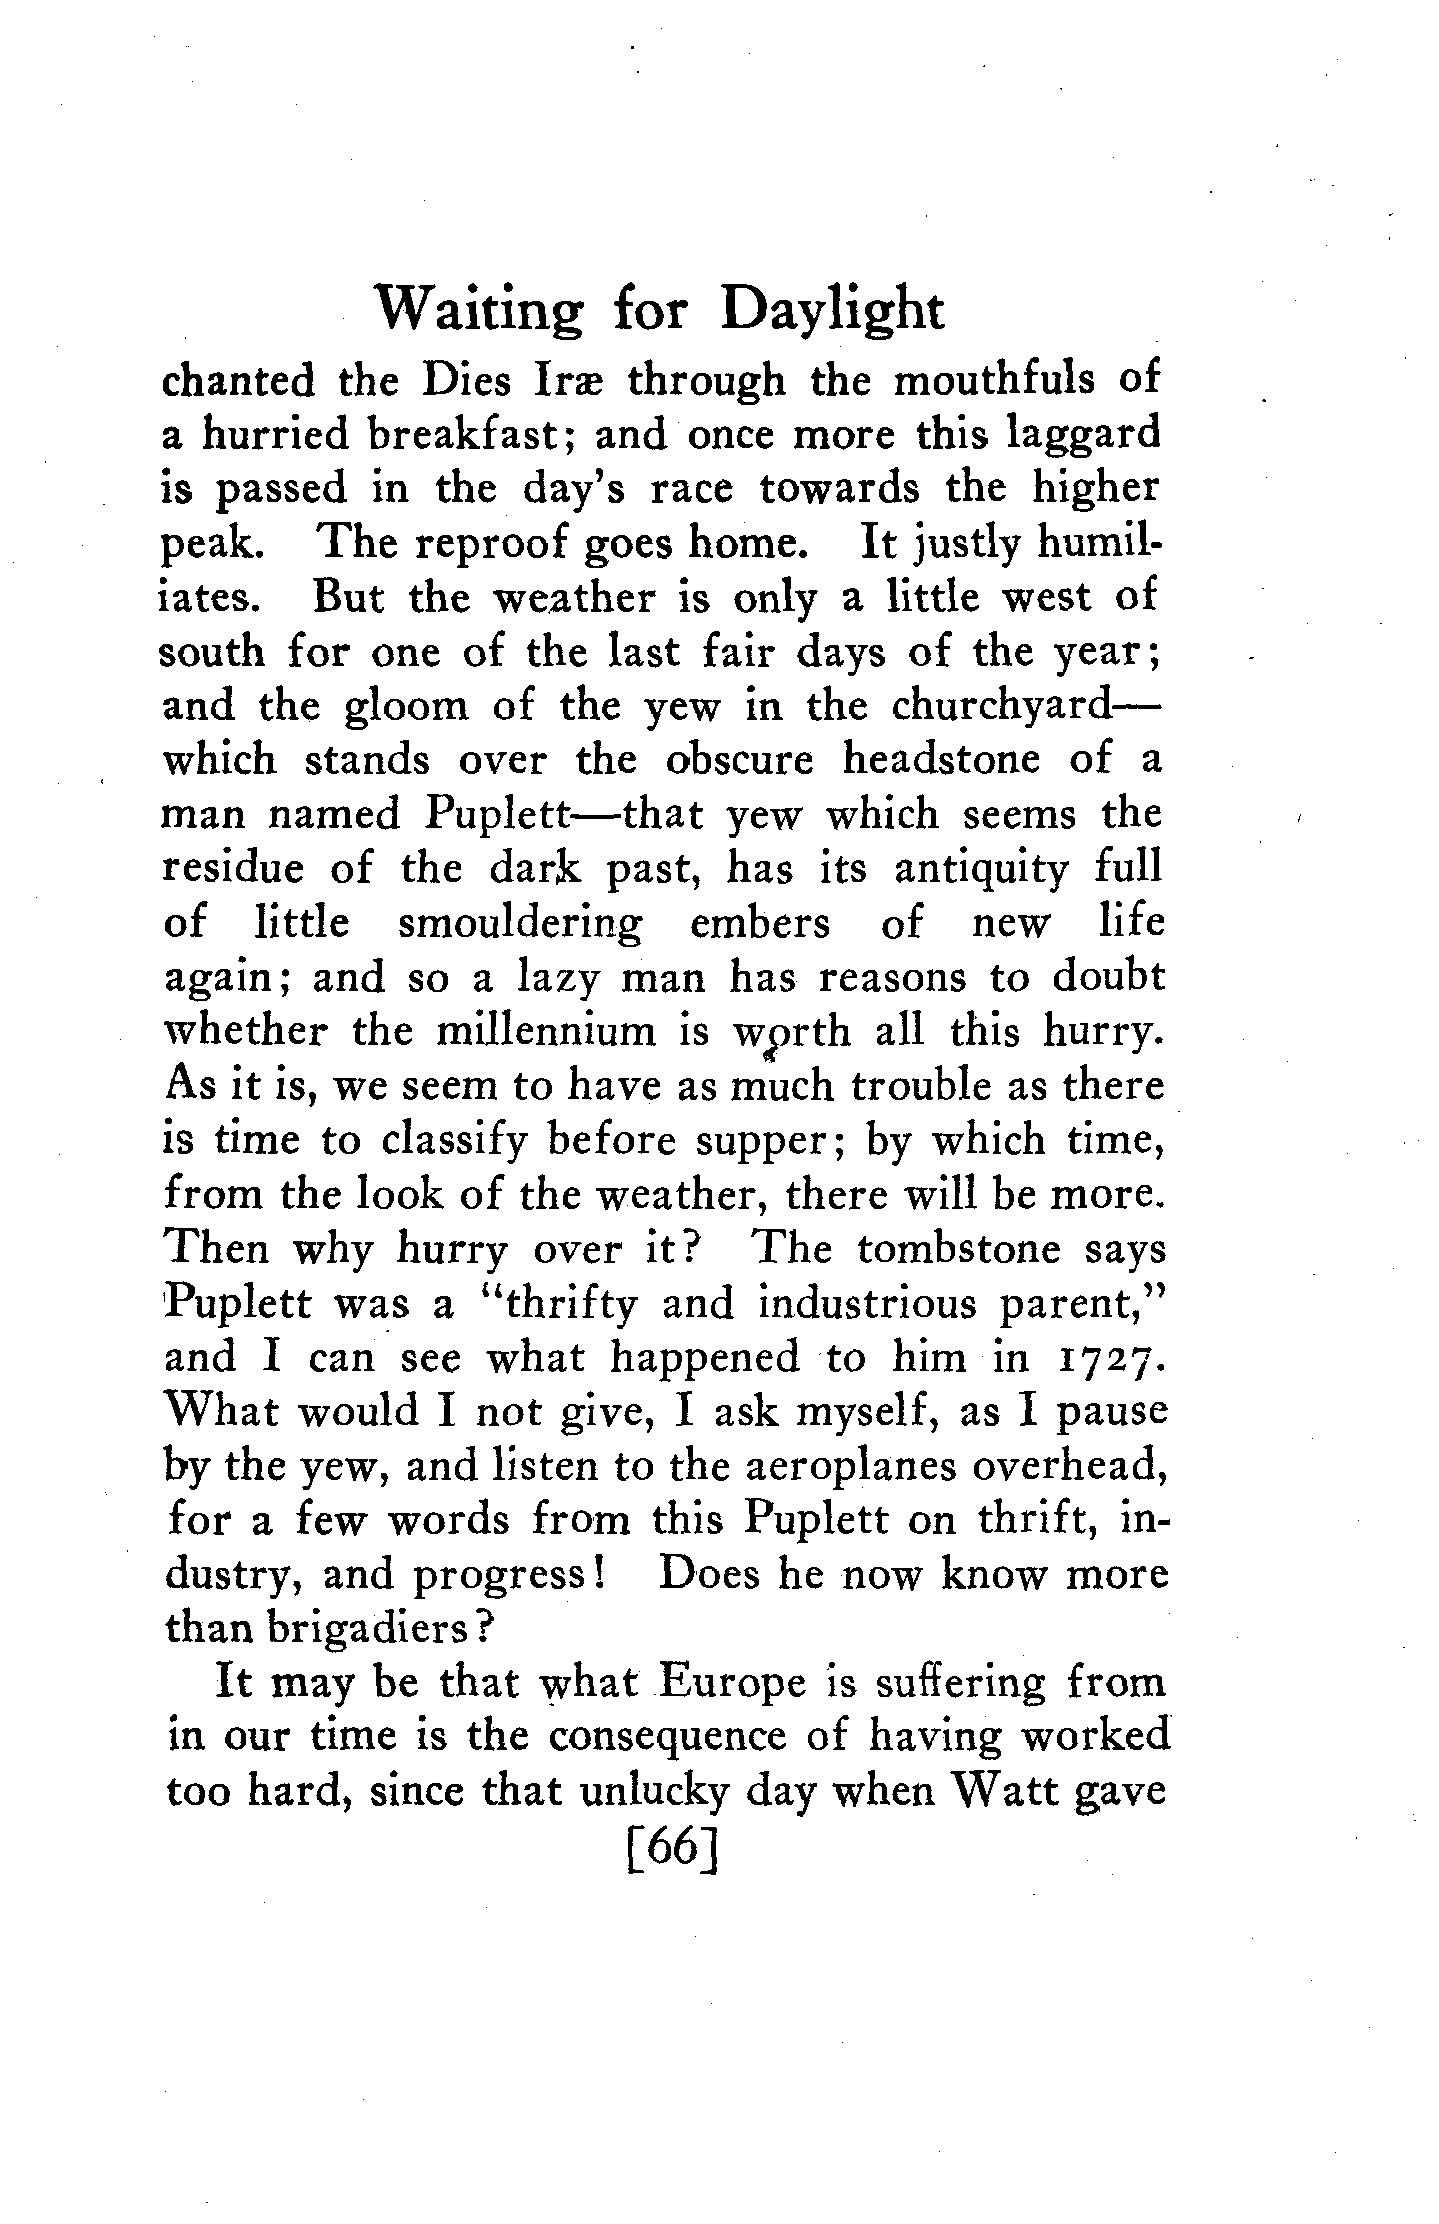 Waiting for Daylight
chanted the Dies Iræ through the mouthfuls of
a hurried breakfast; and once more this laggard
is passed in the day's race towards the higher
peak. The reproof goes home. It justly humil-
iates. But the weather is only a little west of
south for one of the last fair days of the year;
and the gloom of the yew in the churchyard—
which stands over the obscure headstone of a
man named Puplett—that yew which seems the
residue of the dark past, has its antiquity full
of little smouldering embers of new life
again; and so a lazy man has reasons to doubt
whether the millennium is worth all this hurry.
As it is, we seem to have as much trouble as there
is time to classify before supper; by which time,
from the look of the weather, there will be more.
Then why hurry over it? The tombstone says
Puplett was a “thrifty and industrious parent,”
and I can see what happened to him in 1727.
What would I not give, I ask myself, as I pause
by the yew, and listen to the aeroplanes overhead,
for a few words from this Puplett on thrift, in-
dustry, and progress! Does he now know more
than brigadiers?
It may be that what Europe is suffering from
in our time is the consequence of having worked
too hard, since that unlucky day when Watt gave
[66]